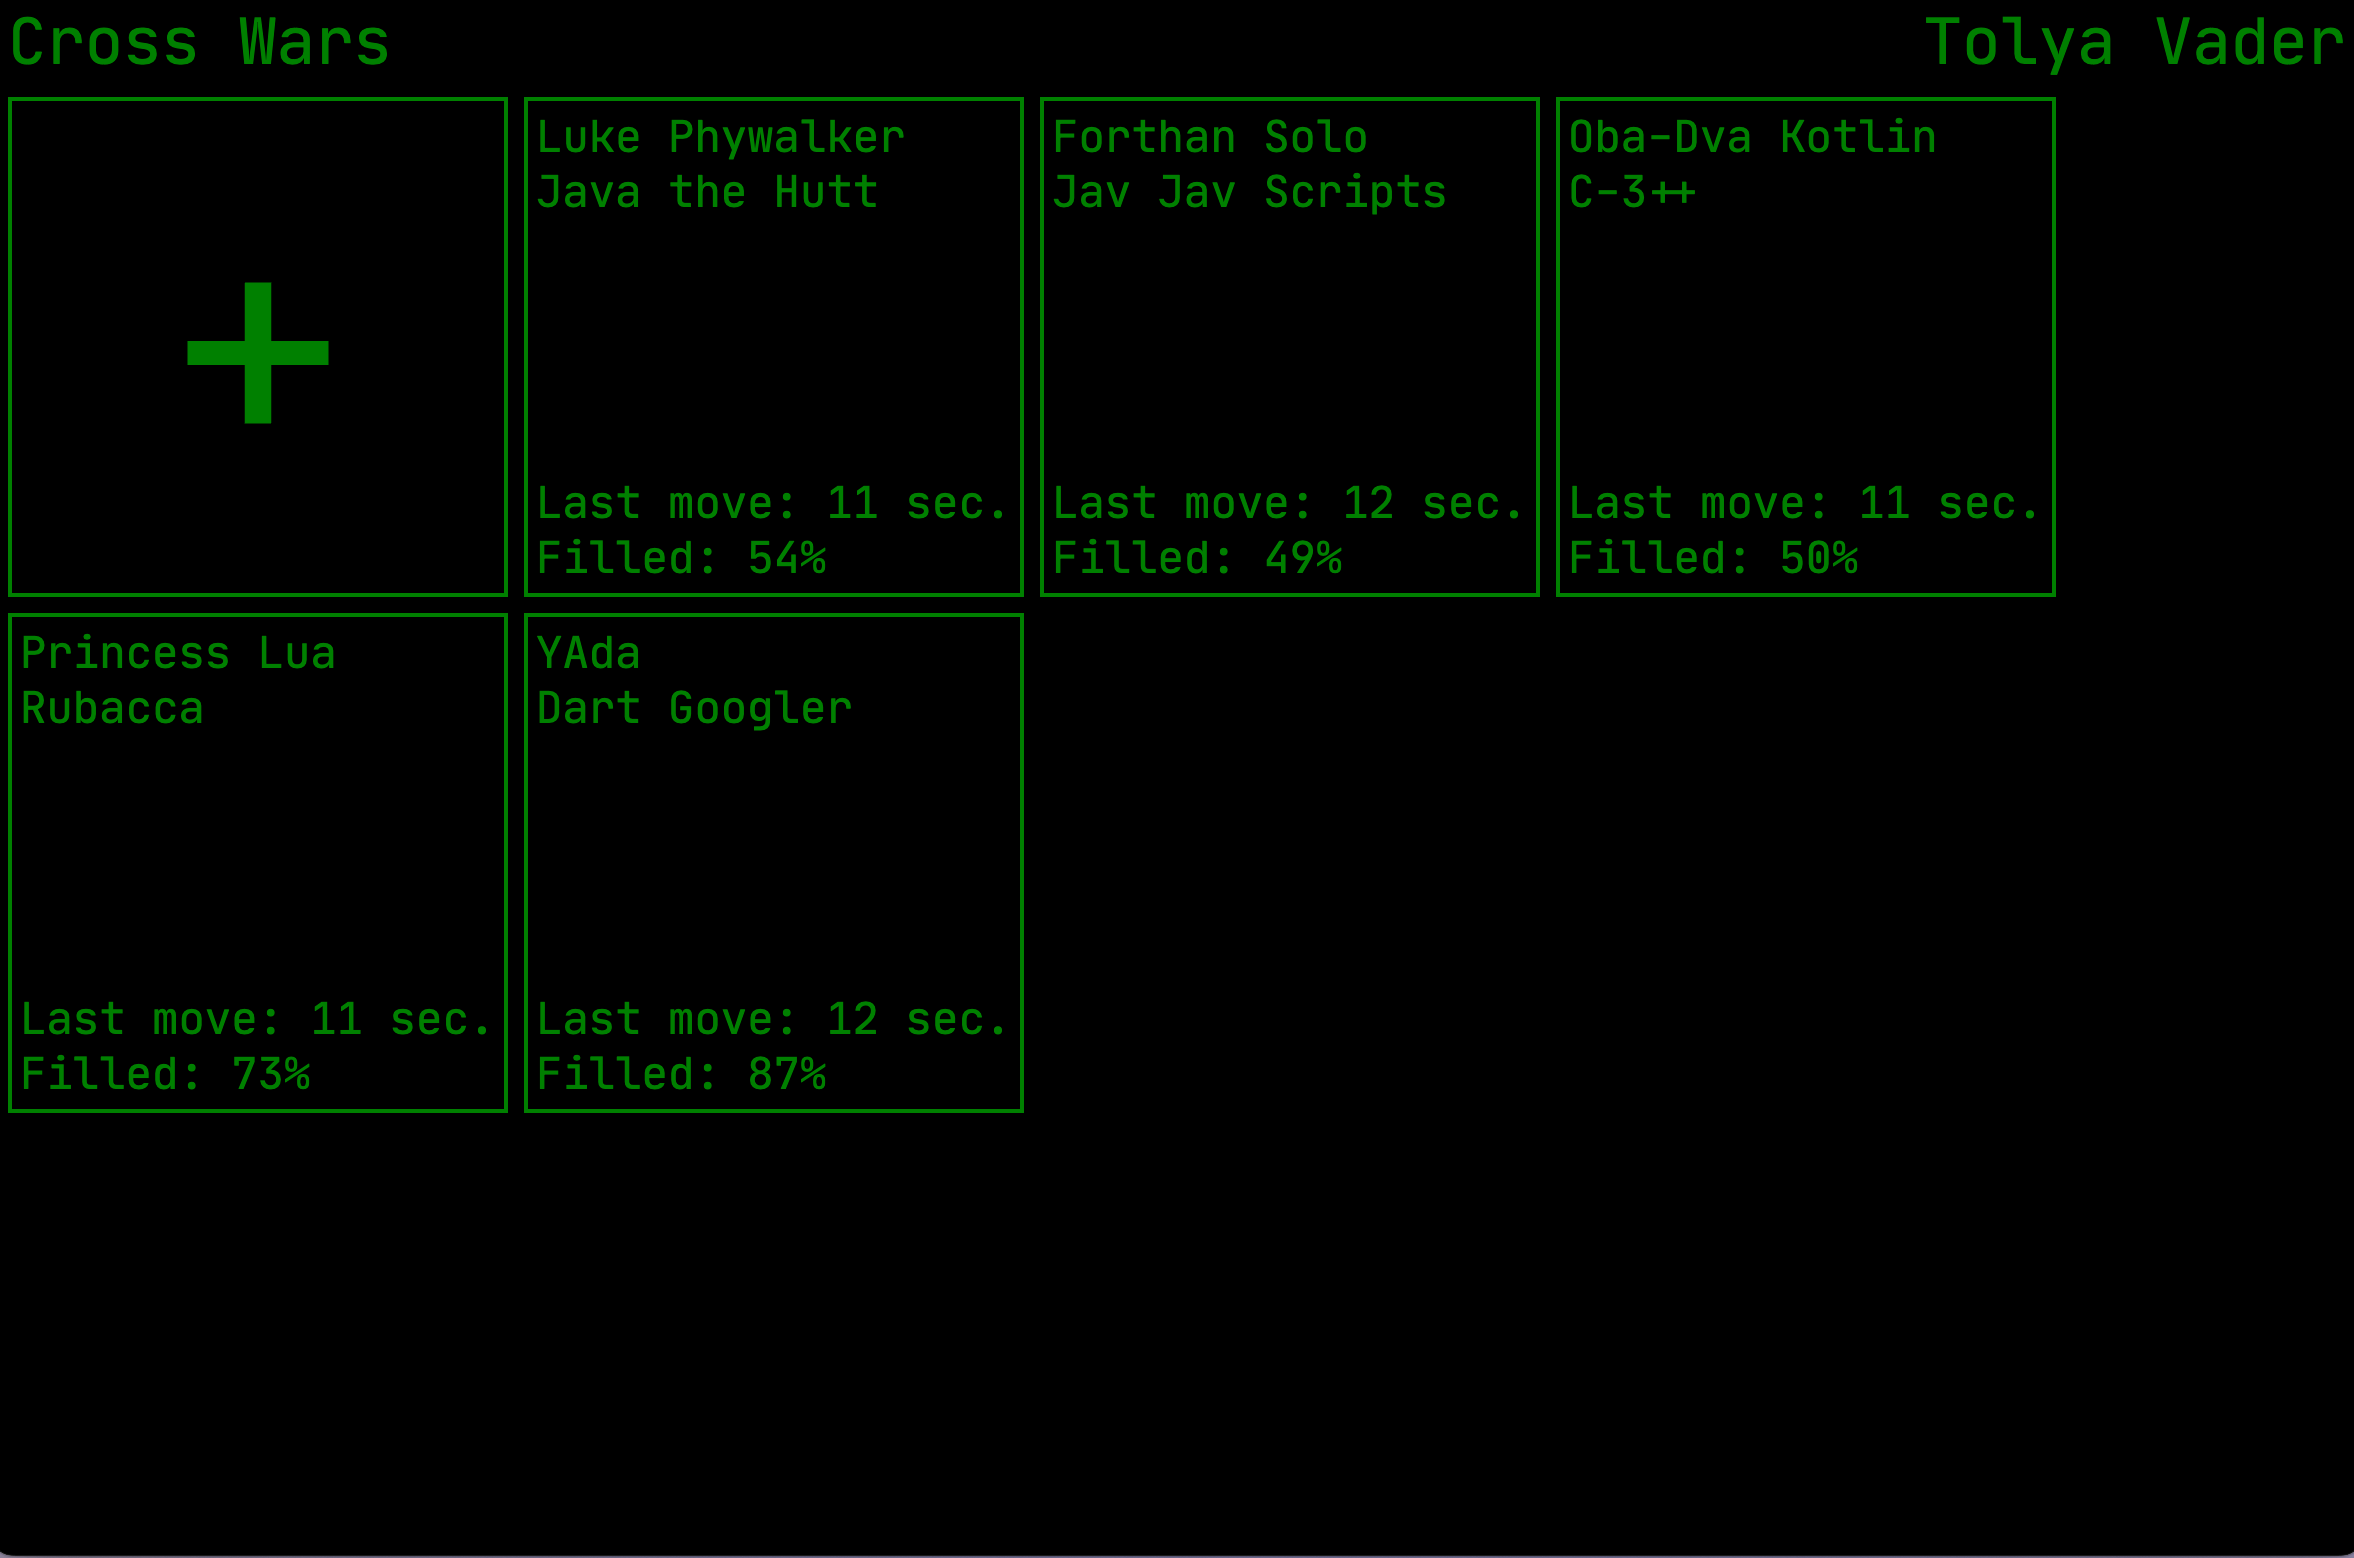 Cross Wars
Tolya Vader
+
Luke Phywalker
Java the Hutt
Last move: 11 sec.
Filled: 54%
Forthan Solo
Jav Jav Scripts
Last move: 12 sec.
Filled: 49%
Oba-Dva Kotlin
C-3++
Last move: 11 sec.
Filled: 50%
Princess Lua
Rubacca
Last move: 11 sec.
Filled: 73%
YAda
Dart Googler
Last move: 12 sec.
Filled: 87%